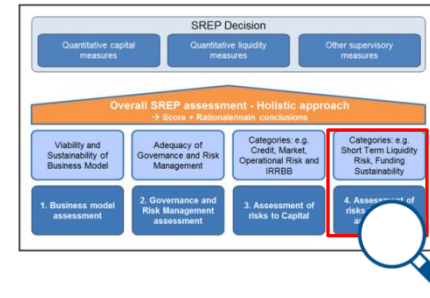 SREP Decision
Quantitative capital
measures
Quantitative liquidity
measures
Other supervisory
measures
Overall SREP assessment - Holistic approach
→ Score + Rationale/main conclusions
Viability and
Sustainability of
Business Model
Adequacy of
Governance and Risk
Management
Categories: e.g.
Credit, Market,
Operational Risk and
IRRBB
Categories: e.g.
Short Term Liquidity
Risk, Funding
Sustainability
1. Business model
assessment
2. Governance and
Risk Management
assessment
3. Assessment of
risks to Capital
4. Assessment of
risks